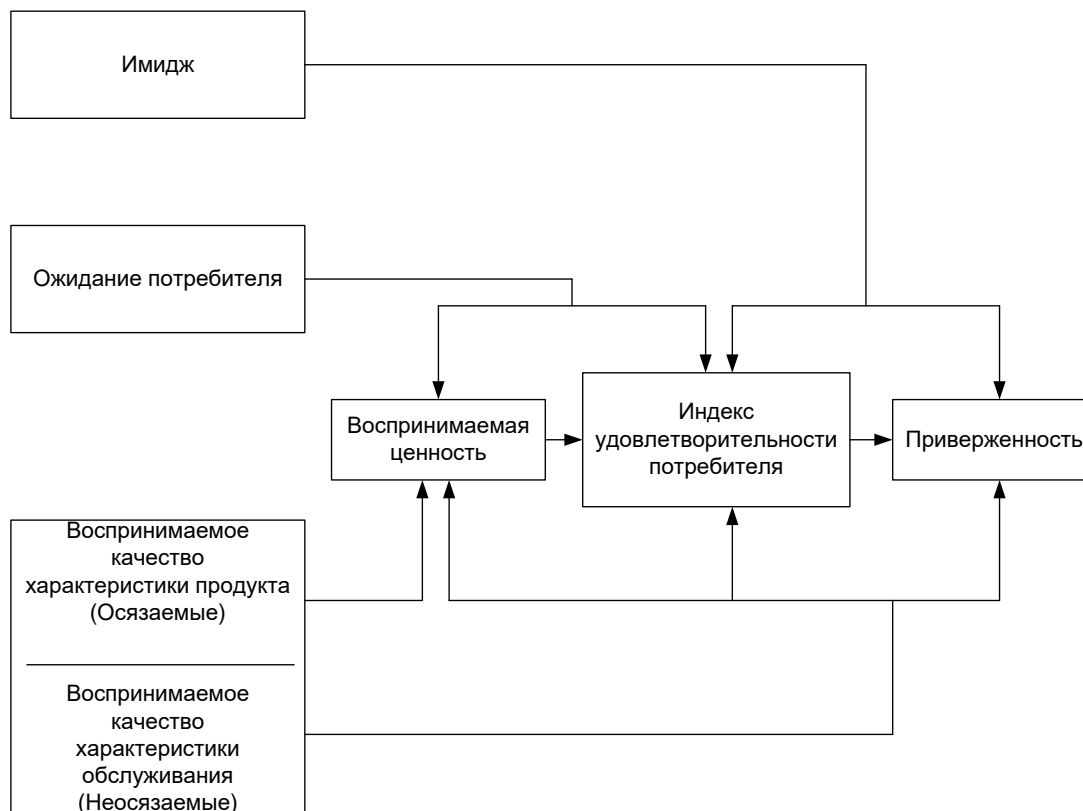 Имидж
Ожидание потребителя
Воспринимаемая
ценность
Индекс
удовлетворительности
потребителя
Приверженность
Воспринимаемое
качество
характеристики продукта
(Осязаемые)
Воспринимаемое
качество
характеристики
обслуживания
(Неосязаемые)